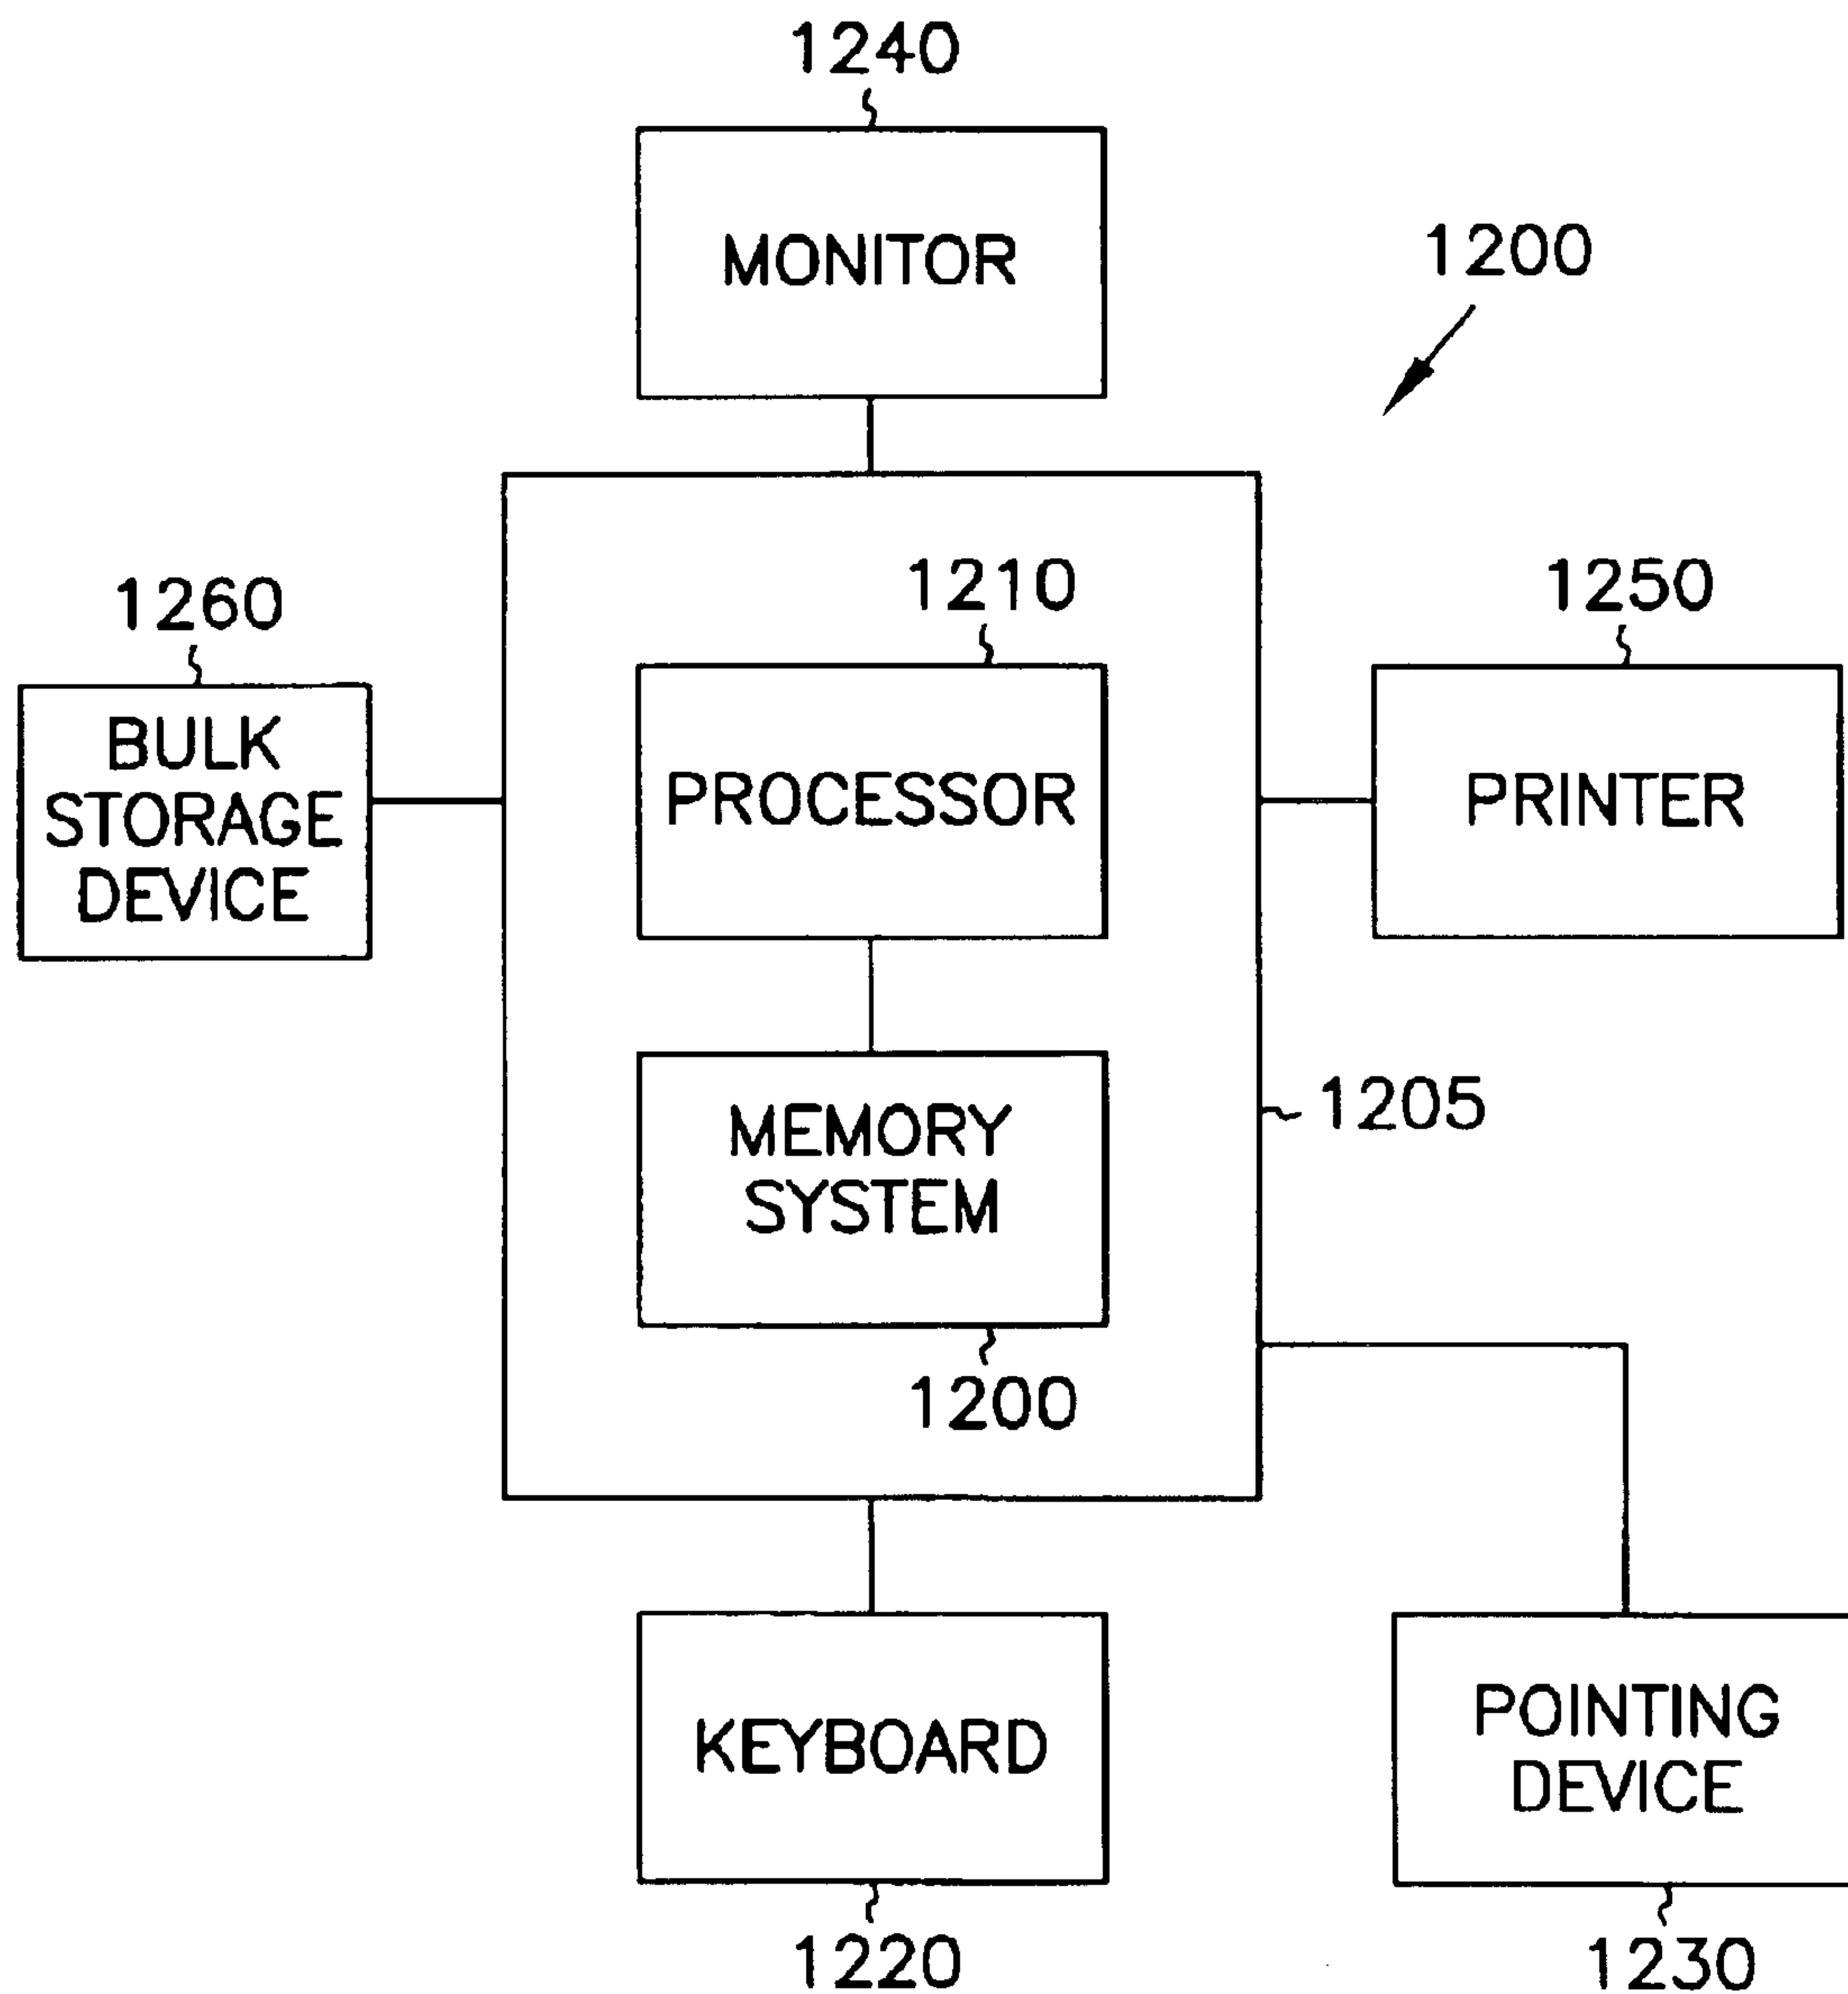 1240
MONITOR
1200
1260
BULK
STORAGE
DEVICE
1210
PROCESSOR
1250
PRINTER
MEMORY
SYSTEM
1205
1200
KEYBOARD
1220
POINTING
DEVICE
1230